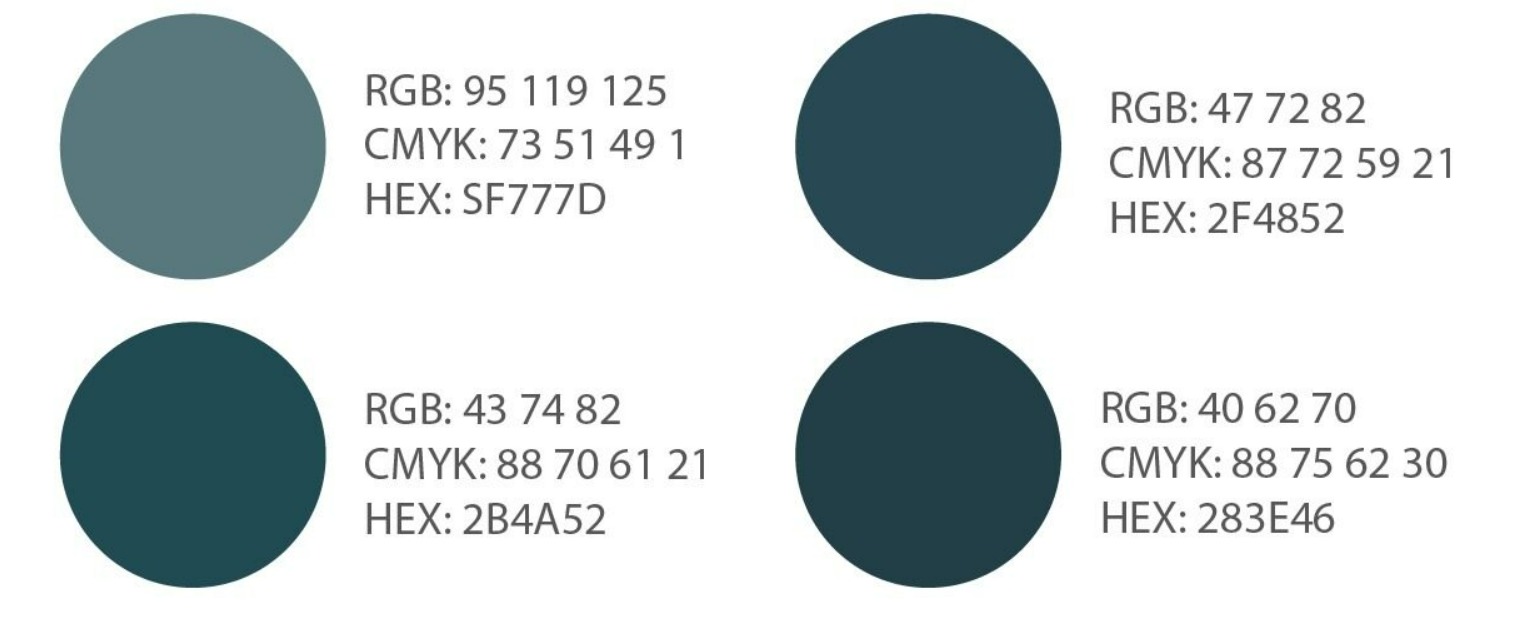 RGB: 95 119 125
CMYK: 73 51 49 1
HEX: SF777D
RGB: 47 72 82
CMYK: 87 72 59 21
HEX: 2F4852
RGB: 43 74 82
CMYK: 88 70 61 21
HEX: 2B4A52
RGB: 40 62 70
CMYK: 88 75 62 30
HEX: 283E46